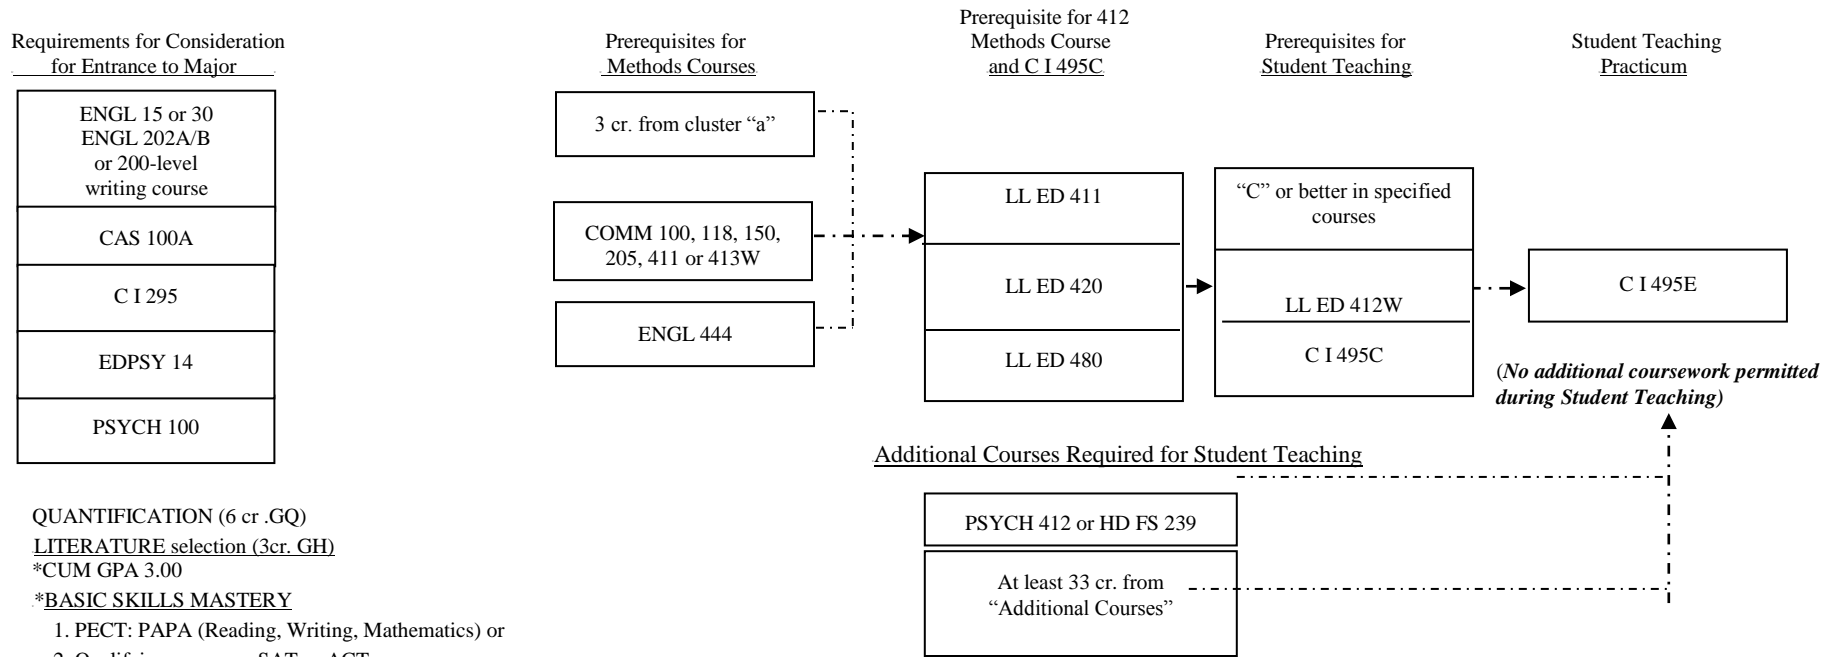 Requirements for Consideration
for Entrance to Major
ENGL 15 or 30
ENGL 202A/B
or 200-level
writing course
CAS 100A
C I 295
EDPSY 14
PSYCH 100
QUANTIFICATION (6 cr .GQ)
LITERATURE selection (3cr. GH)
*CUM GPA 3.00
*BASIC SKILLS MASTERY
1. PECT: PAPA (Reading, Writing, Mathematics) or
Prerequisites for
Methods Courses
3 cr. from cluster “a”
COMM 100, 118, 150,
205, 411 or 413W
ENGL 444
Prerequisite for 412
Methods Course
and C I 495C
LL ED 411
LL ED 420
LL ED 480
Prerequisites for
Student Teaching
“C” or better in specified
courses
LL ED 412W
C I 495C
Student Teaching
Practicum
C I 495E
(No additional coursework permitted
during Student Teaching)
Additional Courses Required for Student Teaching
PSYCH 412 or HD FS 239
At least 33 cr. from
“Additional Courses”